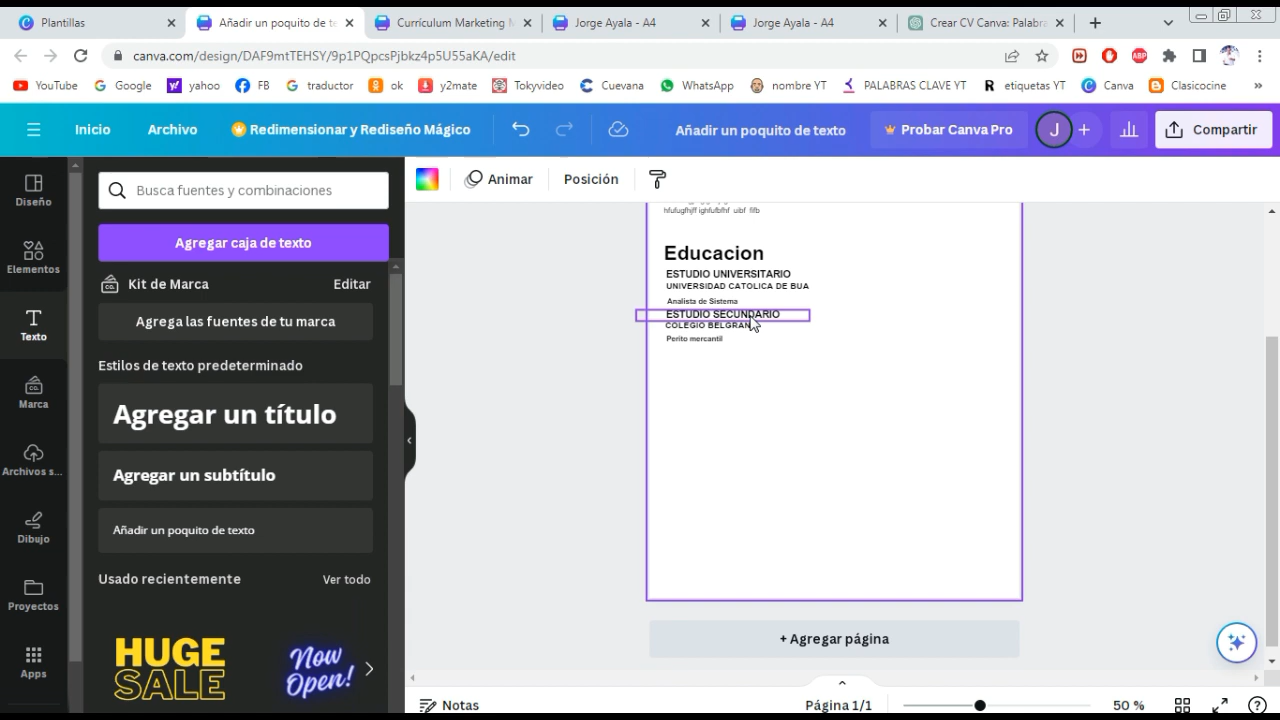 Plantillas
Añadir un poquito de te
Currículum Marketing M
Jorge Ayala - A4
Jorge Ayala - A4
Crear CV Canva: Palabra
canva.com/design/DAF9mtTEHSY/9p1PQpcsPjbkz4p5U55aKA/edit
YouTube
Google
yahoo
FB
traductor
ok
y2mate
Tokyvideo
Cuevana
WhatsApp
nombre YT
PALABRAS CLAVE YT
etiquetas YT
Canva
Clasicocine
Inicio
Archivo
Redimensionar y Rediseño Mágico
Añadir un poquito de texto
Probar Canva Pro
J
Compartir
Animar
Posición
Diseño
Elementos
Texto
Marca
Archivos s...
Dibujo
Proyectos
Apps
Busca fuentes y combinaciones
Agregar caja de texto
Kit de Marca
Editar
Agrega las fuentes de tu marca
Estilos de texto predeterminado
Agregar un título
Agregar un subtítulo
Añadir un poquito de texto
Usado recientemente
Ver todo
HUGE
SALE
Now
Open!
Educacion
ESTUDIO UNIVERSITARIO
UNIVERSIDAD CATOLICA DE BUA
Analista de Sistema
ESTUDIO SECUNDARIO
COLEGIO BELGRAN
Perito mercantil
+ Agregar página
Notas
Página 1/1
50 %